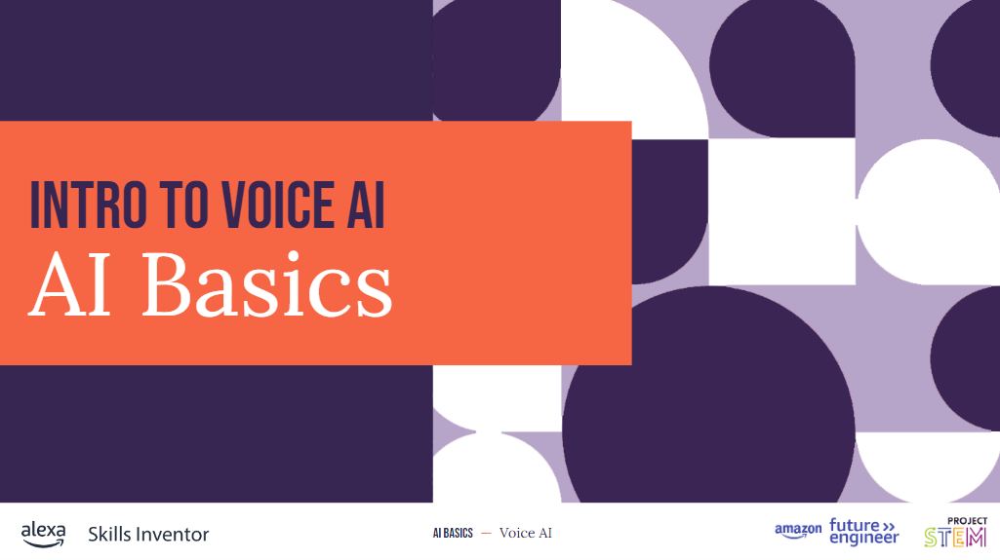 INTRO TO VOICE AI
AI Basics
alexa
Skills Inventor
AI BASICS — Voice AI
amazon
future >>
engineer
PROJECT
STEM